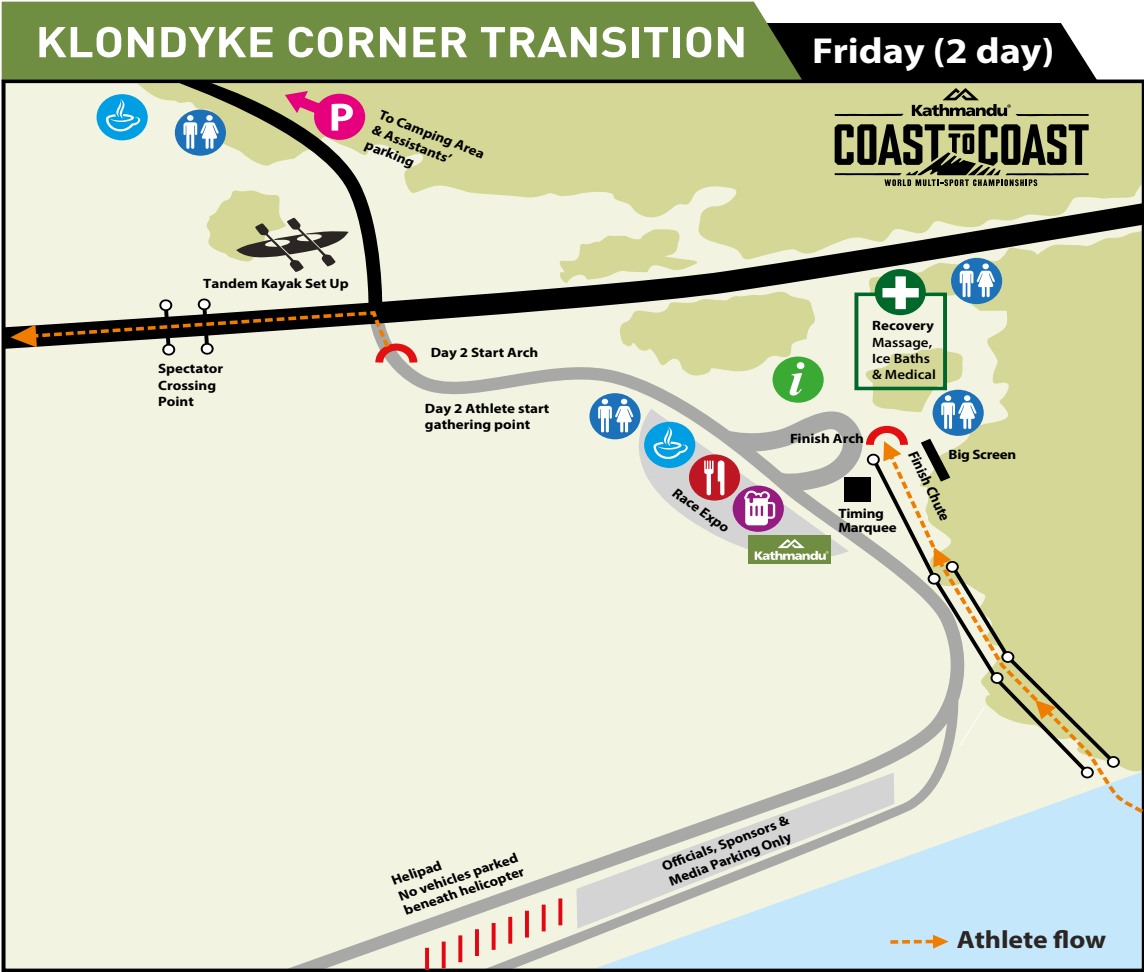 KLONDYKE CORNER TRANSITION
Friday (2 day)
P
To Camping Area
& Assistants'
parking
Kathmandu®
COAST TO COAST
WORLD MULTI-SPORT CHAMPIONSHIPS
Tandem Kayak Set Up
Spectator
Crossing
Point
Day 2 Start Arch
Day 2 Athlete start
gathering point
Recovery
Massage,
Ice Baths
& Medical
i
Finish Arch
Big Screen
Finish Chute
Timing
Marquee
Race Expo
Kathmandu®
Officials, Sponsors &
Media Parking Only
Helipad
No vehicles parked
beneath helicopter
Athlete flow